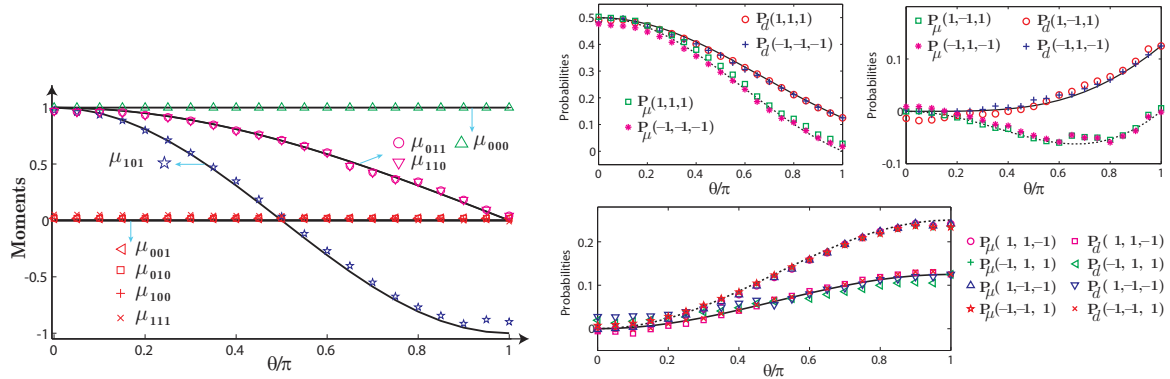 Moments
1
0.5
0
-0.5
-1
μ101
μ011
μ110
μ000
μ001
μ010
μ100
μ111
0 0.2 0.4 0.6 0.8 1
θ/π
Probabilities
0.5
0.4
0.3
0.2
0.1
0
Pd(1,1,1)
Pd(-1,-1,-1)
Pμ(1,1,1)
Pμ(-1,-1,-1)
0 0.2 0.4 0.6 0.8 1
θ/π
Probabilities
0.1
0
-0.1
Pμ(1,-1,1) Pd(1,-1,1)
Pμ(-1,1,-1) Pd(-1,1,-1)
0 0.2 0.4 0.6 0.8 1
θ/π
Probabilities
0.2
0.1
0
0 0.2 0.4 0.6 0.8 1
θ/π
Pμ( 1, 1,-1) Pd( 1, 1,-1)
Pμ(-1, 1, 1) Pd(-1, 1, 1)
Pμ( 1,-1,-1) Pd( 1,-1,-1)
Pμ(-1,-1, 1) Pd(-1,-1, 1)